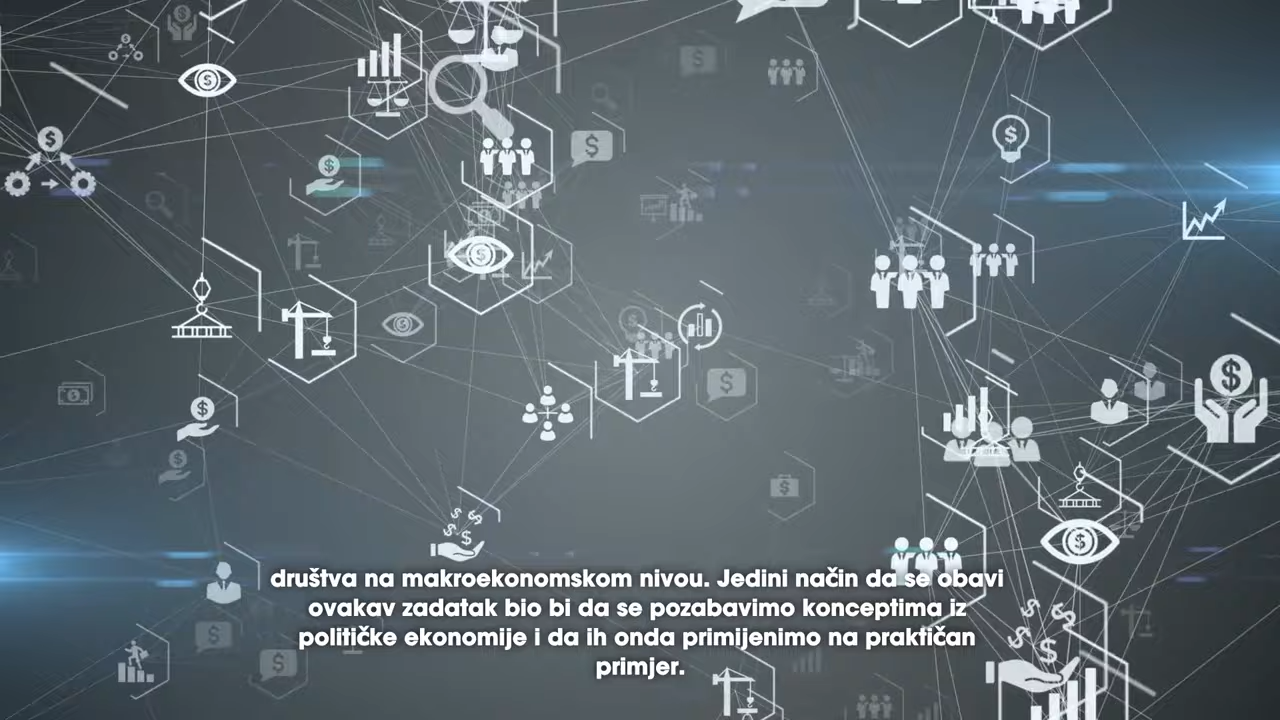 društva na makroekonomskom nivou. Jedini način da se obavi
ovakav zadatak bio bi da se pozabavimo konceptima iz
političke ekonomije i da ih onda primijenimo na praktičan
primjer.